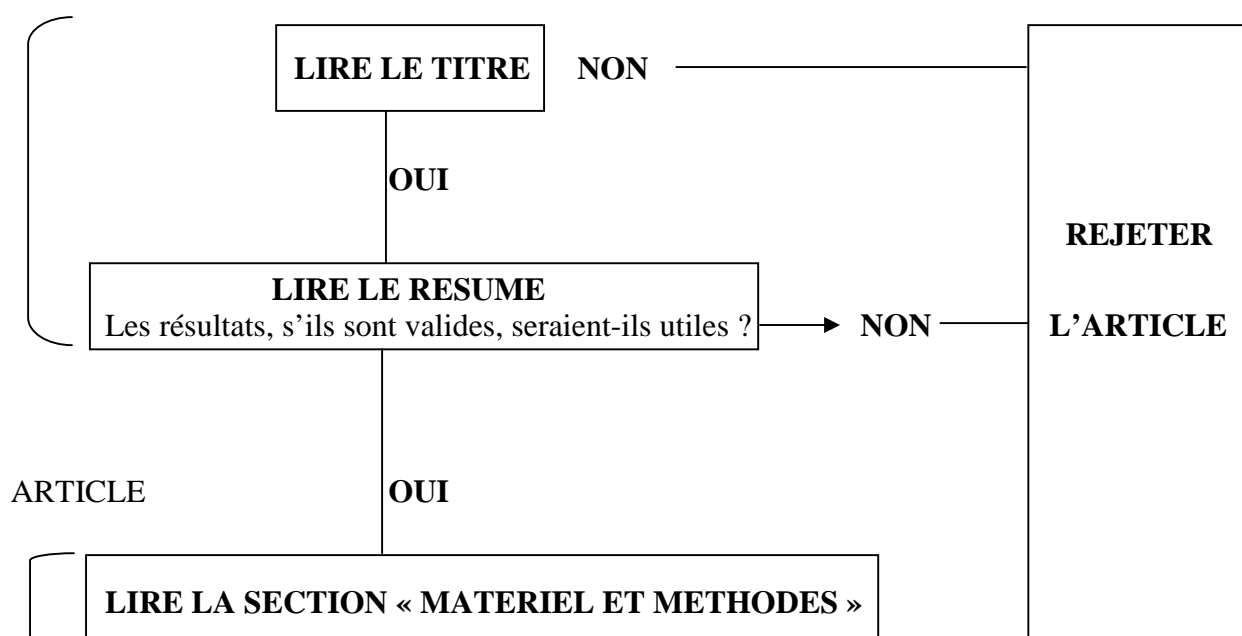 LIRE LE TITRE NON
OUI
REJETER
LIRE LE RESUME
Les résultats, s’ils sont valides, seraient-ils utiles ? NON L’ARTICLE
ARTICLE OUI
LIRE LA SECTION « MATERIEL ET METHODES »